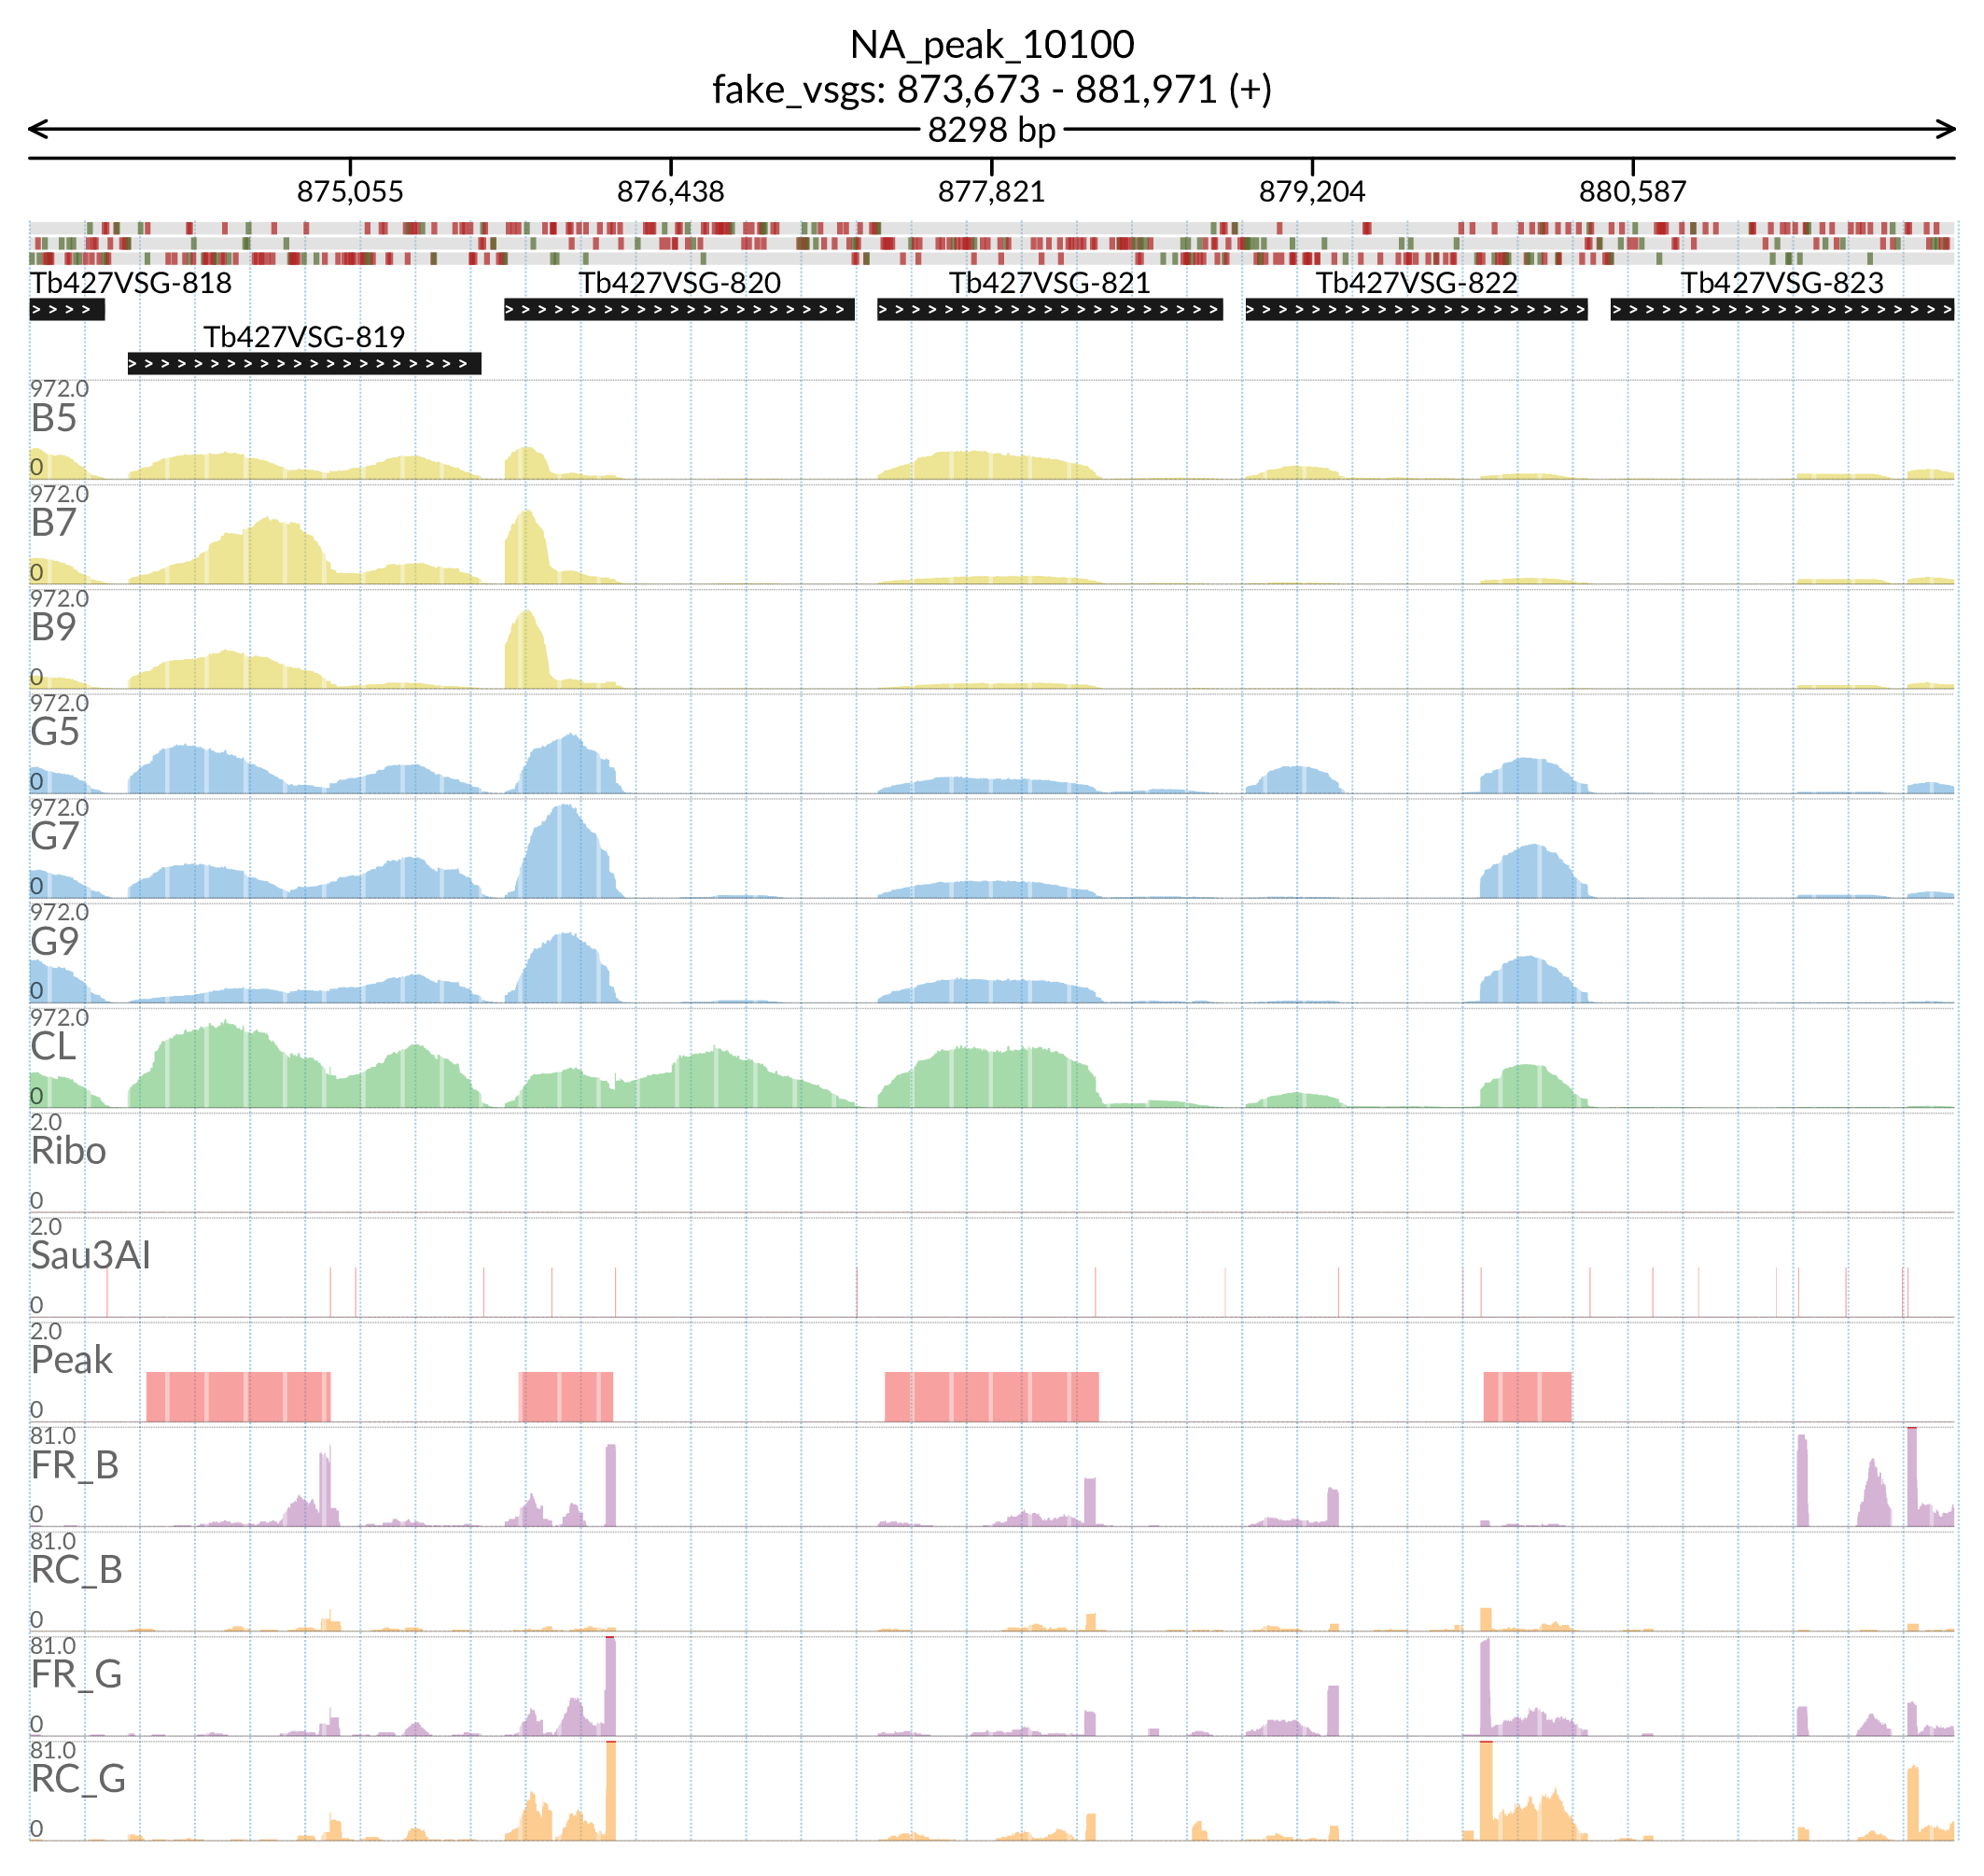 NA_peak_10100
fake_vsgs: 873,673 - 881,971 (+)
8298 bp
875,055 876,438 877,821 879,204 880,587
Tb427VSG-818 Tb427VSG-820 Tb427VSG-821 Tb427VSG-822 Tb427VSG-823
Tb427VSG-819
972.0
B5
0
972.0
B7
0
972.0
B9
0
972.0
G5
0
972.0
G7
0
972.0
G9
0
972.0
CL
0
2.0
Ribo
0
2.0
Sau3AI
0
2.0
Peak
0
81.0
FR_B
0
81.0
RC_B
0
81.0
FR_G
0
81.0
RC_G
0